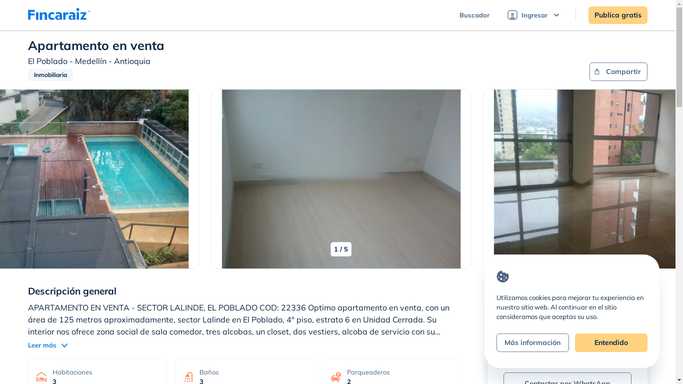 Fincaraiz
Buscador
Ingresar
Publica gratis
Apartamento en venta
El Poblado - Medellín - Antioquia
Inmobiliaria
Compartir
1 / 5
Descripción general
APARTAMENTO EN VENTA - SECTOR LALINDE, EL POBLADO COD: 22336 Optimo apartamento en venta, con un
área de 125 metros aproximadamente, sector Lalinde en El Poblado, 4° piso, estrato 6 en Unidad Cerrada. Su
interior nos ofrece zona social de sala comedor, tres alcobas, un closet, dos vestiers, alcoba de servicio con su...
Leer más
Habitaciones
3
Baños
3
Parqueaderos
2
Utilizamos cookies para mejorar tu experiencia en
nuestro sitio web. Al continuar en el sitio
consideramos que aceptas su uso.
Más información
Entendido
Contactar por WhatsApp